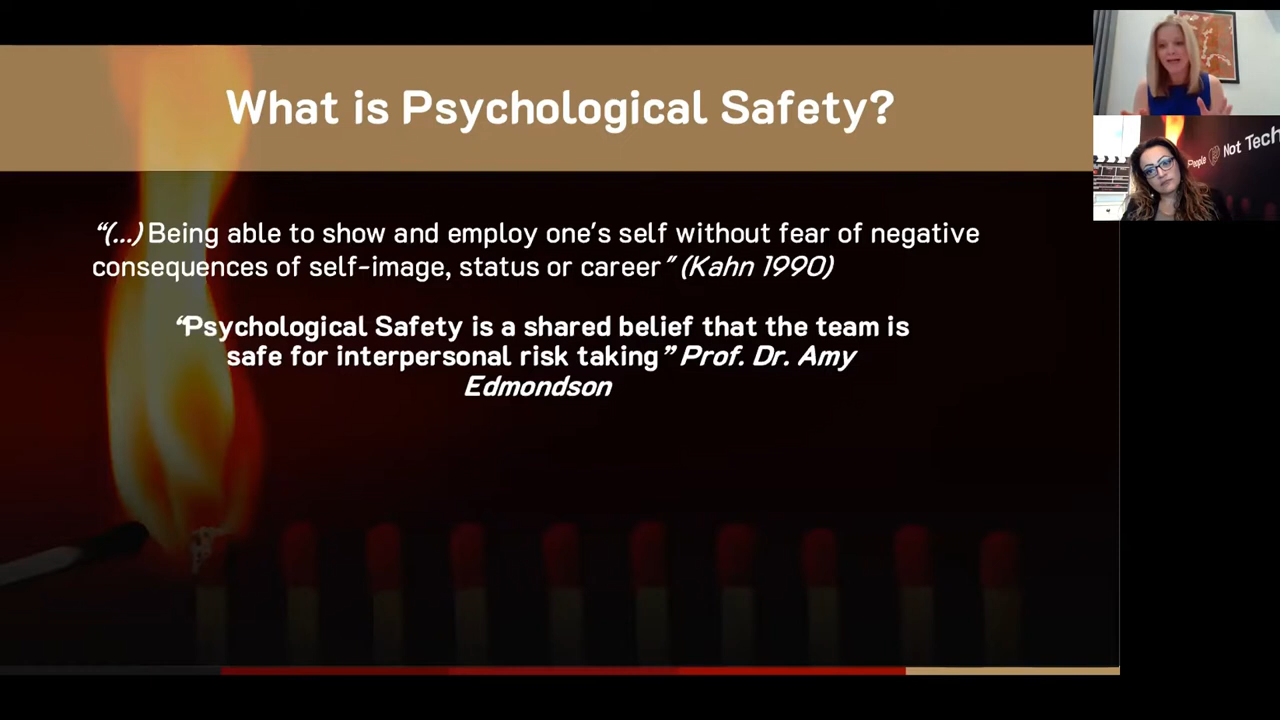 What is Psychological Safety?
“(...) Being able to show and employ one's self without fear of negative
consequences of self-image, status or career” (Kahn 1990)
“Psychological Safety is a shared belief that the team is
safe for interpersonal risk taking” Prof. Dr. Amy
Edmondson
People Not Tech